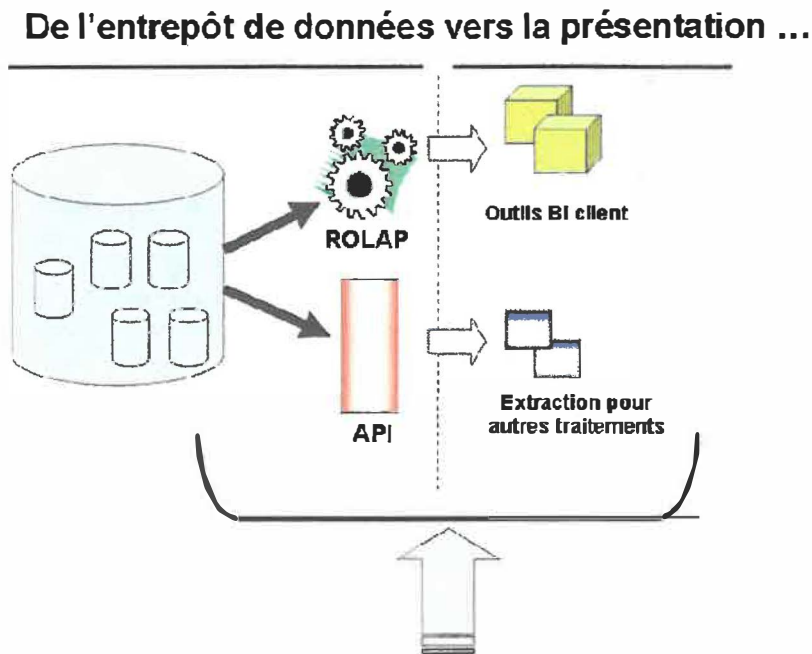 De l'entrepôt de données vers la présentation ...
ROLAP
Outils BI client
API
Extraction pour
autres traitements